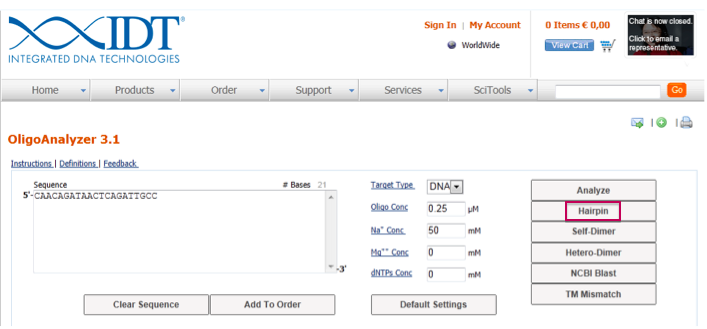 IDT®
INTEGRATED DNA TECHNOLOGIES
Sign In | My Account
WorldWide
0 Items € 0,00
View Cart
Chat is now closed.
Click to email a
representative.
Home Products Order Support Services SciTools Go
OligoAnalyzer 3.1
Instructions | Definitions | Feedback
Sequence # Bases 21
5'- CAACAGATAACTCAGATTGCC
-3'
Clear Sequence Add To Order
Target Type DNA
Oligo Conc 0.25 µM
Na⁺ Conc 50 mM
Mg⁺⁺ Conc 0 mM
dNTPs Conc 0 mM
Default Settings
Analyze
Hairpin
Self-Dimer
Hetero-Dimer
NCBI Blast
TM Mismatch